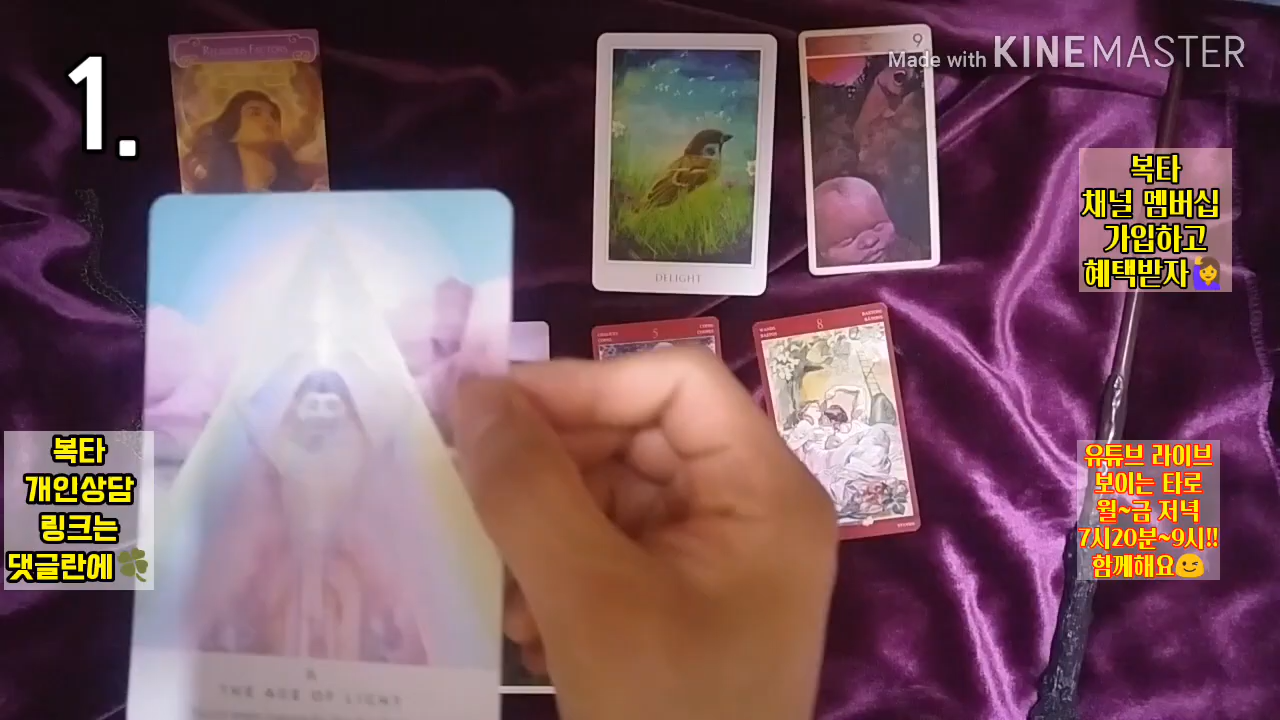 1.
RELIGIOUS FACTORS
DELIGHT
9
Made with KINEMASTER
복타
채널 멤버십
가입하고
혜택받자🙋‍♀️
5
8
복타
개인상담
링크는
댓글란에🍀
유튜브 라이브
보이는 타로
월~금 저녁
7시20분~9시!!
함께해요😉
THE AGE OF LIGHT